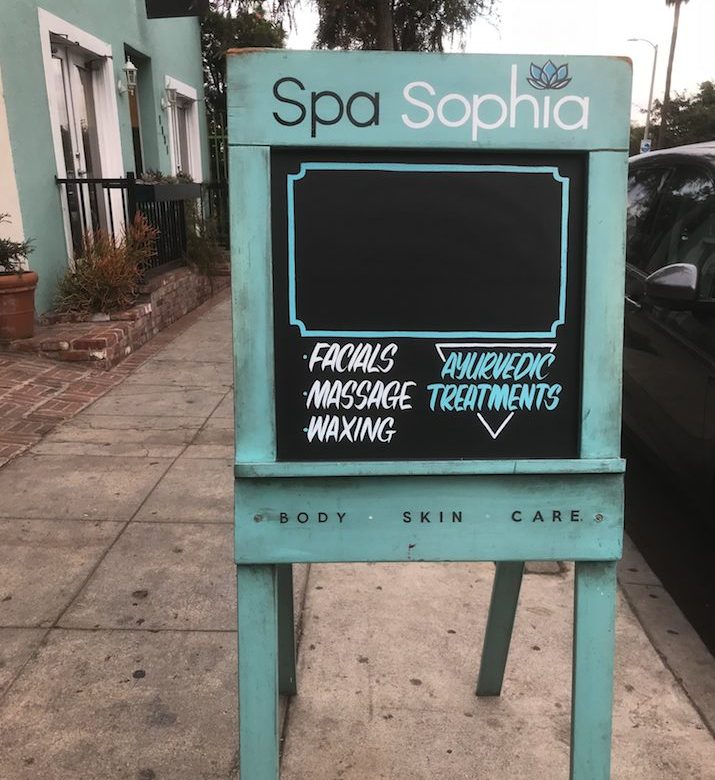 Spa Sophia
·FACIALS
·MASSAGE
·WAXING
AYURVEDIC
TREATMENTS
BODY · SKIN · CARE